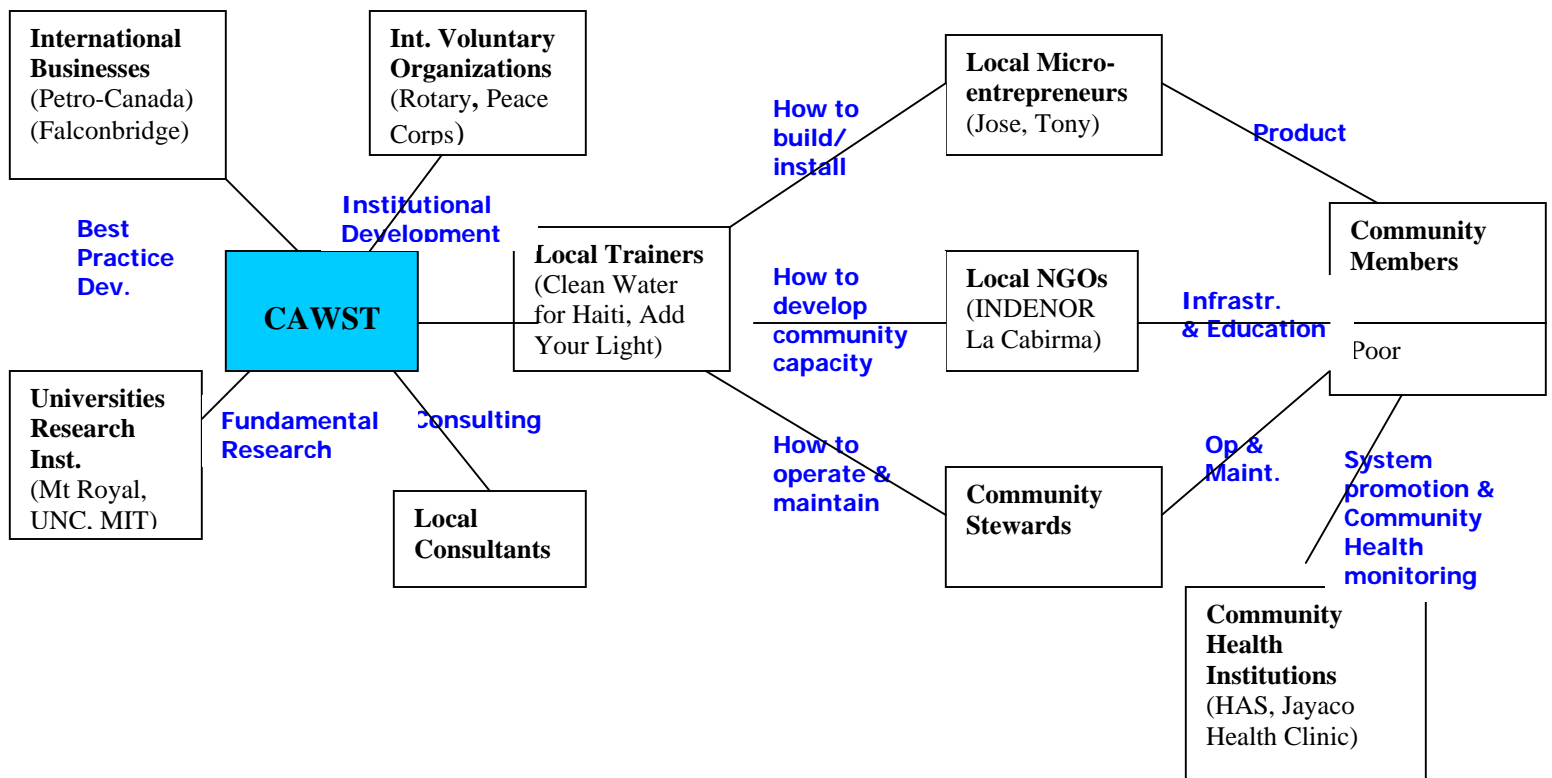 International
Businesses
(Petro-Canada)
(Falconbridge)
Int. Voluntary
Organizations
(Rotary, Peace
Corps)
Best
Practice
Dev.
Institutional
Development
CAWST
Local Trainers
(Clean Water
for Haiti, Add
Your Light)
Universities
Research
Inst.
(Mt Royal,
UNC, MIT)
Fundamental
Research
Consulting
Local
Consultants
How to
build/
install
How to
develop
community
capacity
How to
operate &
maintain
Local Micro-
entrepreneurs
(Jose, Tony)
Local NGOs
(INDENOR
La Cabirma)
Community
Stewards
Product
Infrastr.
& Education
Op &
Maint.
Community
Members
Poor
System
promotion &
Community
Health
monitoring
Community
Health
Institutions
(HAS, Jayaco
Health Clinic)